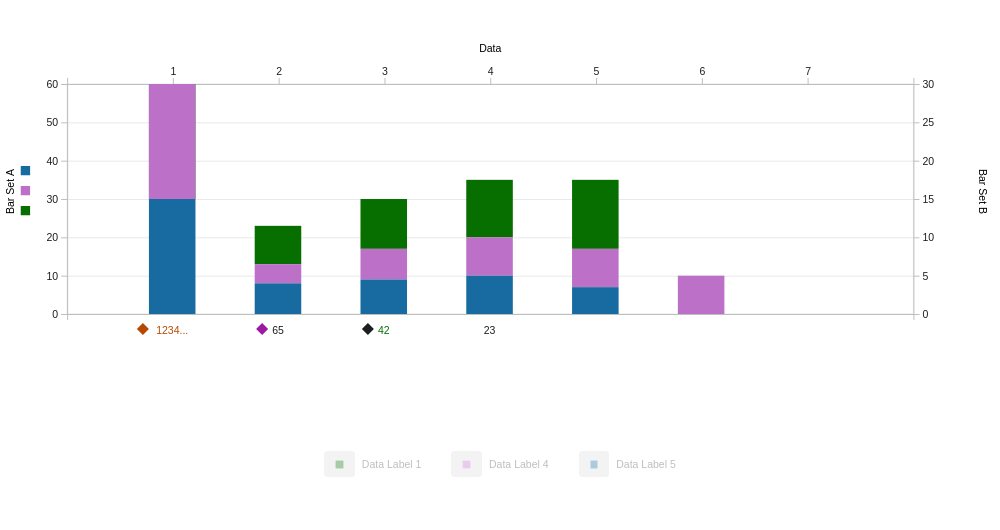 Data
1 2 3 4 5 6 7
60 30
50 25
40 20
30 15
20 10
10 5
0 0
Bar Set A
Bar Set B
1234... 65 42 23
Data Label 1 Data Label 4 Data Label 5